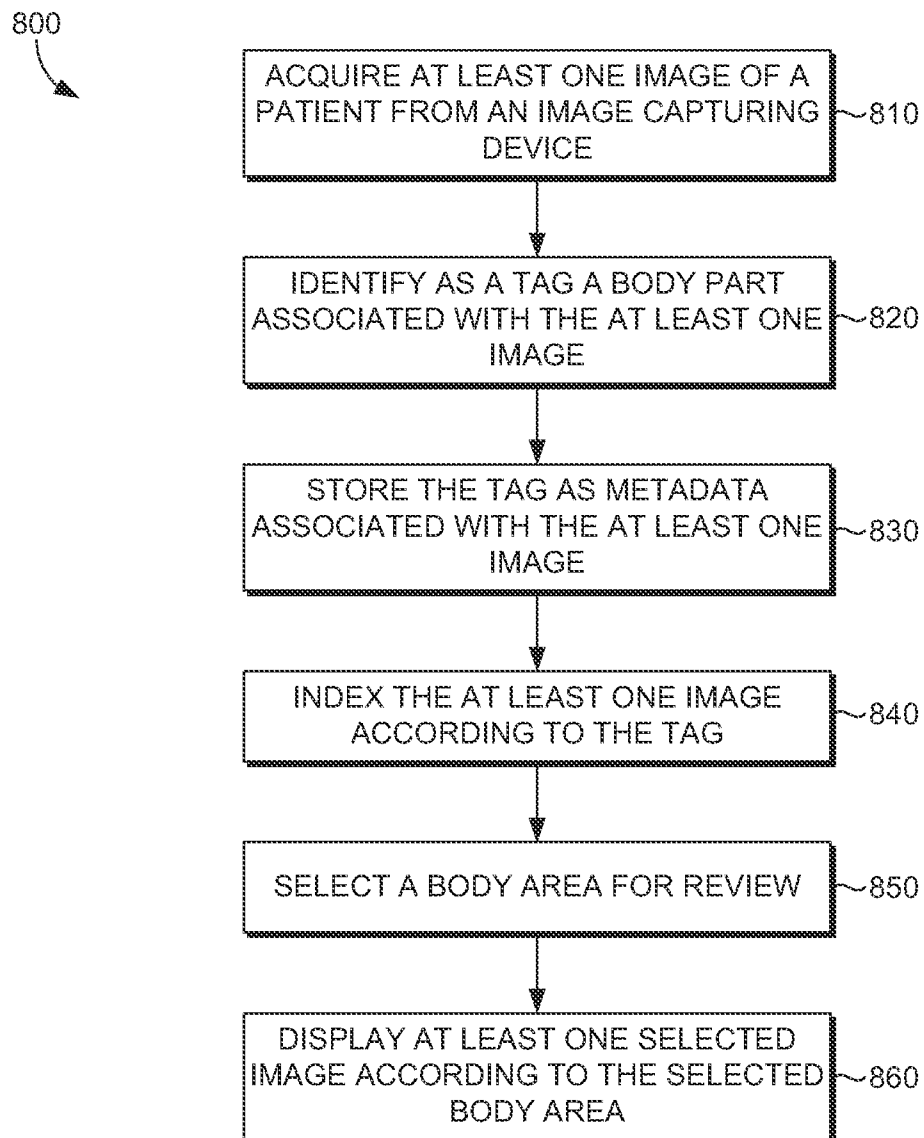 800
ACQUIRE AT LEAST ONE IMAGE OF A
PATIENT FROM AN IMAGE CAPTURING
DEVICE
810
IDENTIFY AS A TAG A BODY PART
ASSOCIATED WITH THE AT LEAST ONE
IMAGE
820
STORE THE TAG AS METADATA
ASSOCIATED WITH THE AT LEAST ONE
IMAGE
830
INDEX THE AT LEAST ONE IMAGE
ACCORDING TO THE TAG
840
SELECT A BODY AREA FOR REVIEW
850
DISPLAY AT LEAST ONE SELECTED
IMAGE ACCORDING TO THE SELECTED
BODY AREA
860